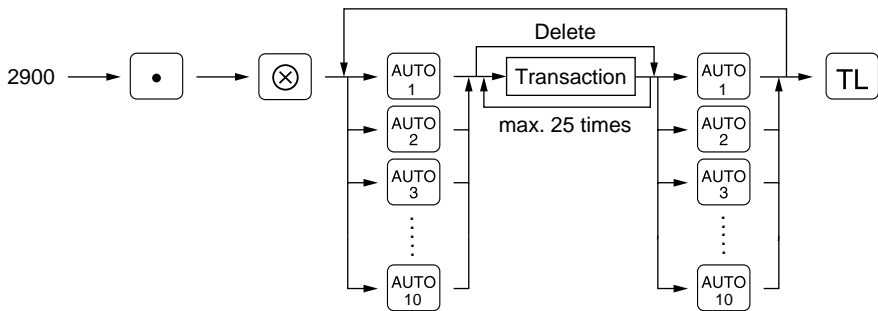 Delete
2900 • ⊗ AUTO 1 Transaction AUTO 1 TL
max. 25 times
AUTO 2 AUTO 2
AUTO 3 AUTO 3
AUTO 10 AUTO 10